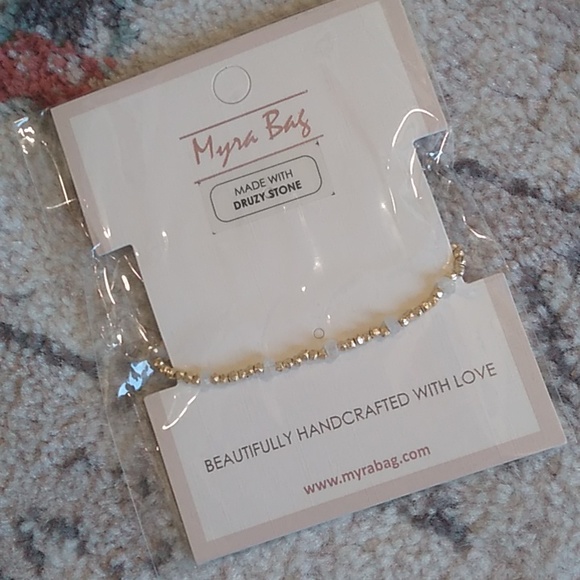 Myra Bag
MADE WITH
DRUZY STONE
BEAUTIFULLY HANDCRAFTED WITH LOVE
www.myrabag.com